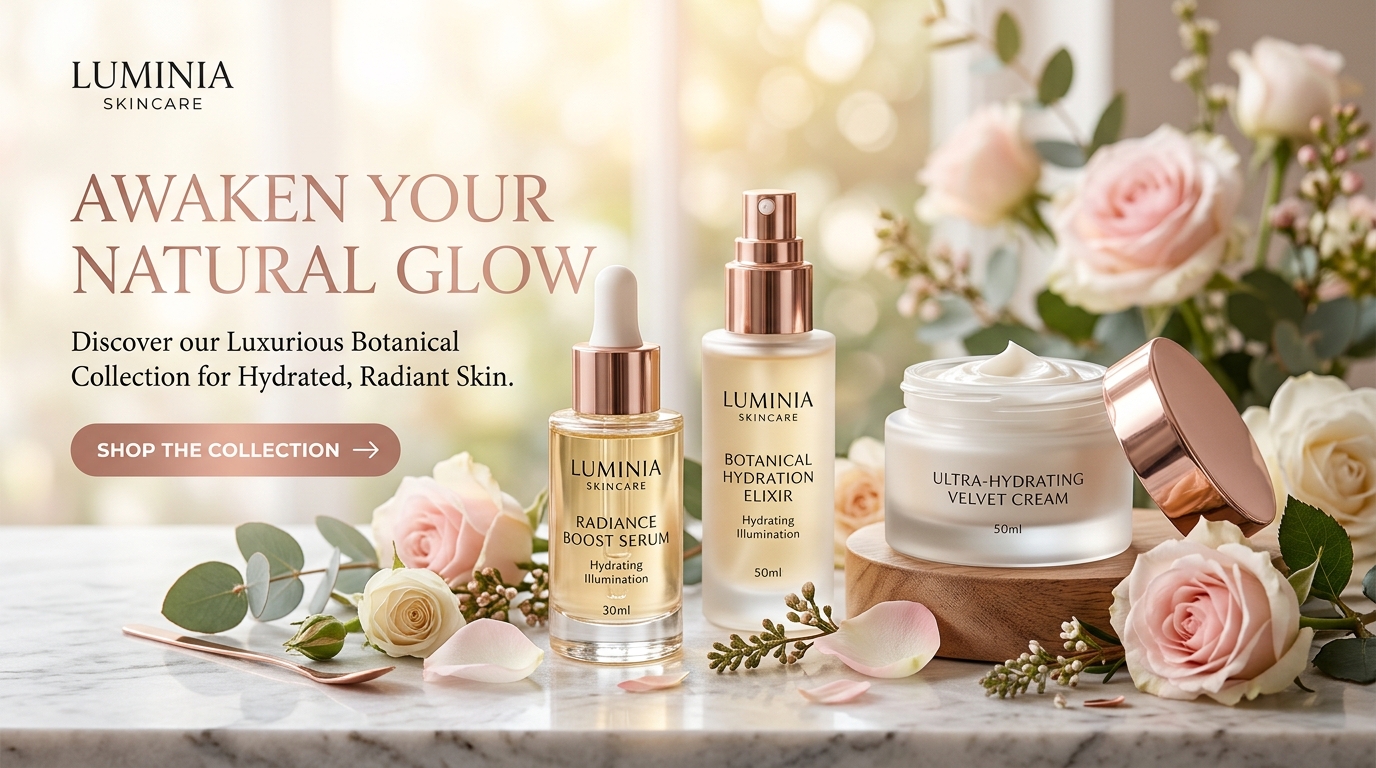 LUMINIA
SKINCARE
AWAKEN YOUR
NATURAL GLOW
Discover our Luxurious Botanical
Collection for Hydrated, Radiant Skin.
SHOP THE COLLECTION →
LUMINIA
SKINCARE
RADIANCE
BOOST SERUM
Hydrating
Illumination
30ml
LUMINIA
SKINCARE
BOTANICAL
HYDRATION
ELIXIR
Hydrating
Illumination
50ml
ULTRA-HYDRATING
VELVET CREAM
50ml